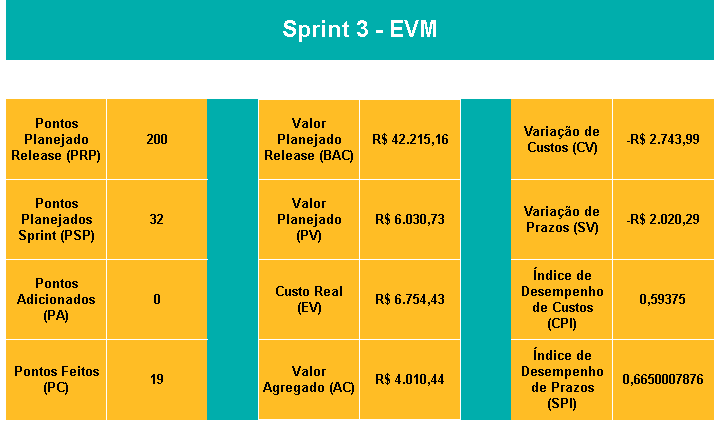 Sprint 3 - EVM
Pontos
Planejado
Release (PRP)
200
Valor
Planejado
Release (BAC)
R$ 42.215,16
Variação de
Custos (CV)
-R$ 2.743,99
Pontos
Planejados
Sprint (PSP)
32
Valor
Planejado
(PV)
R$ 6.030,73
Variação de
Prazos (SV)
-R$ 2.020,29
Pontos
Adicionados
(PA)
0
Custo Real
(EV)
R$ 6.754,43
Índice de
Desempenho
de Custos
(CPI)
0,59375
Pontos Feitos
(PC)
19
Valor
Agregado (AC)
R$ 4.010,44
Índice de
Desempenho
de Prazos
(SPI)
0,6650007876